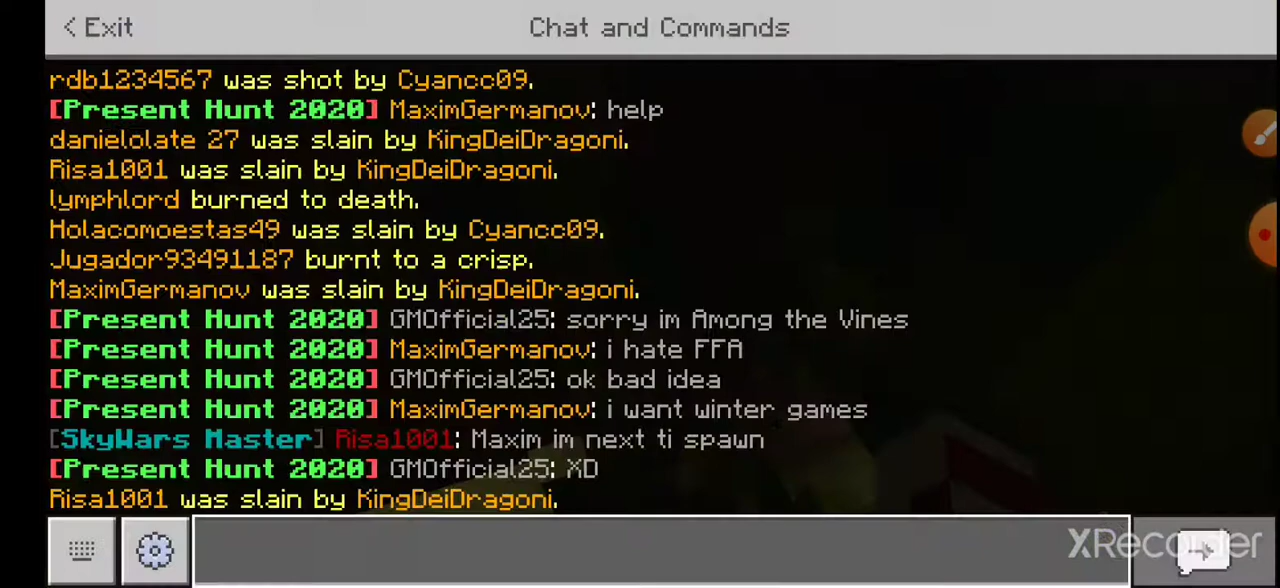 < Exit
Chat and Commands
rdb1234567 was shot by Cyancc09.
[Present Hunt 2020] MaximGermanov: help
danielolate 27 was slain by KingDeiDragoni.
Risa1001 was slain by KingDeiDragoni.
lymphlord burned to death.
Holacomoestas49 was slain by Cyancc09.
Jugador93491187 burnt to a crisp.
MaximGermanov was slain by KingDeiDragoni.
[Present Hunt 2020] GMOfficial25: sorry im Among the Vines
[Present Hunt 2020] MaximGermanov: i hate FFA
[Present Hunt 2020] GMOfficial25: ok bad idea
[Present Hunt 2020] MaximGermanov: i want winter games
[SkyWars Master] Risa1001: Maxim im next ti spawn
[Present Hunt 2020] GMOfficial25: XD
Risa1001 was slain by KingDeiDragoni.
XRecorder